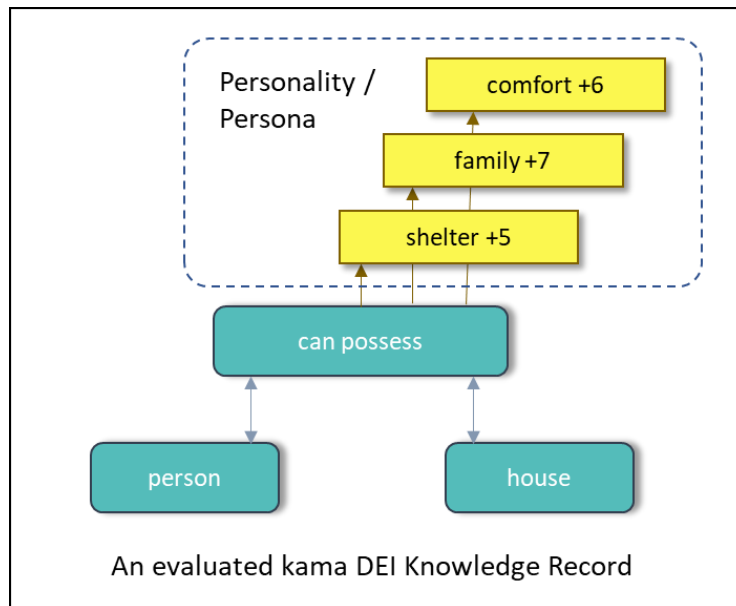 Personality /
Persona
comfort +6
family +7
shelter +5
can possess
person
house
An evaluated kama DEI Knowledge Record